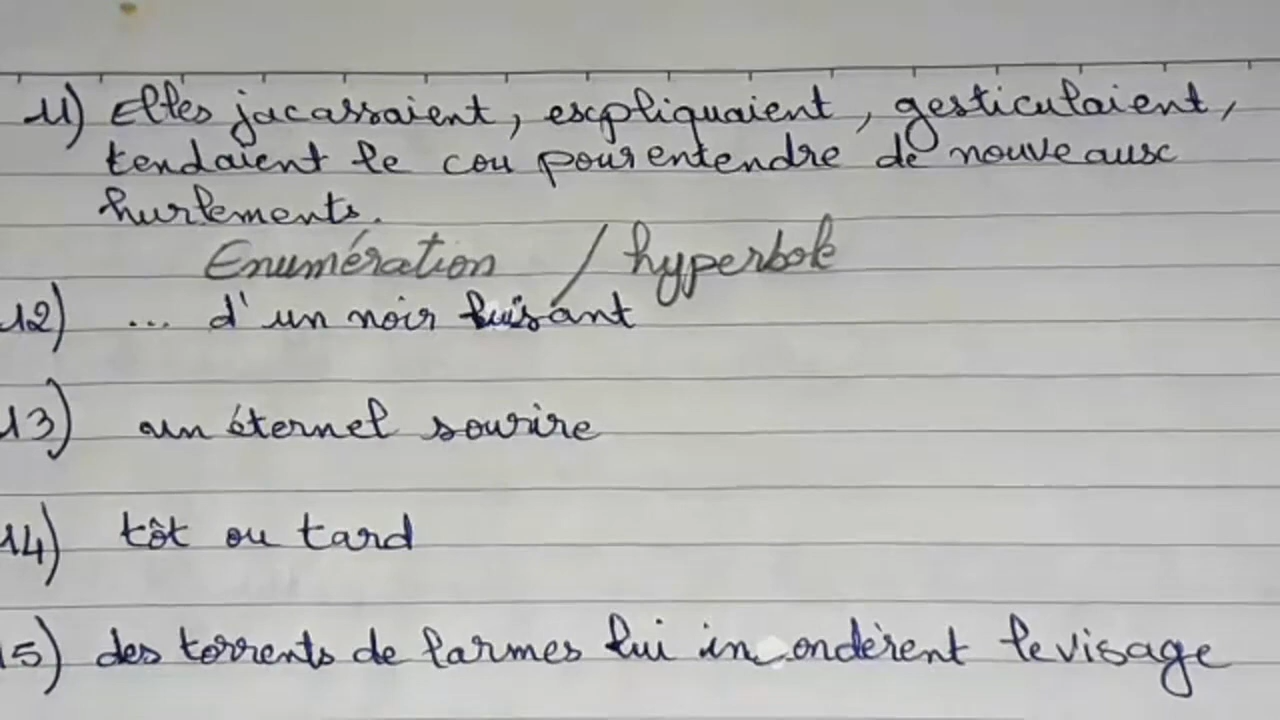 11) Elles jacassaient, expliquaient, gesticulaient,
tendaient le cou pour entendre de nouveaux
hurlements.
Enumération / hyperbole
12) ... d'un noir luisant
13) un éternel sourire
14) tôt ou tard
15) des torrents de larmes lui inondèrent le visage